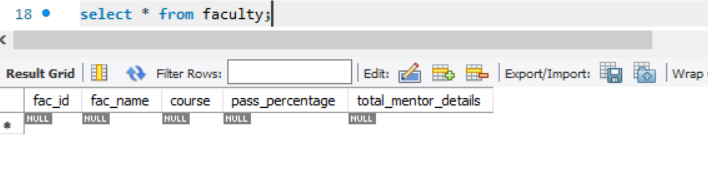 18 select * from faculty;
Result Grid Filter Rows: Edit: Export/Import: Wrap
fac_id fac_name course pass_percentage total_mentor_details
* NULL NULL NULL NULL NULL